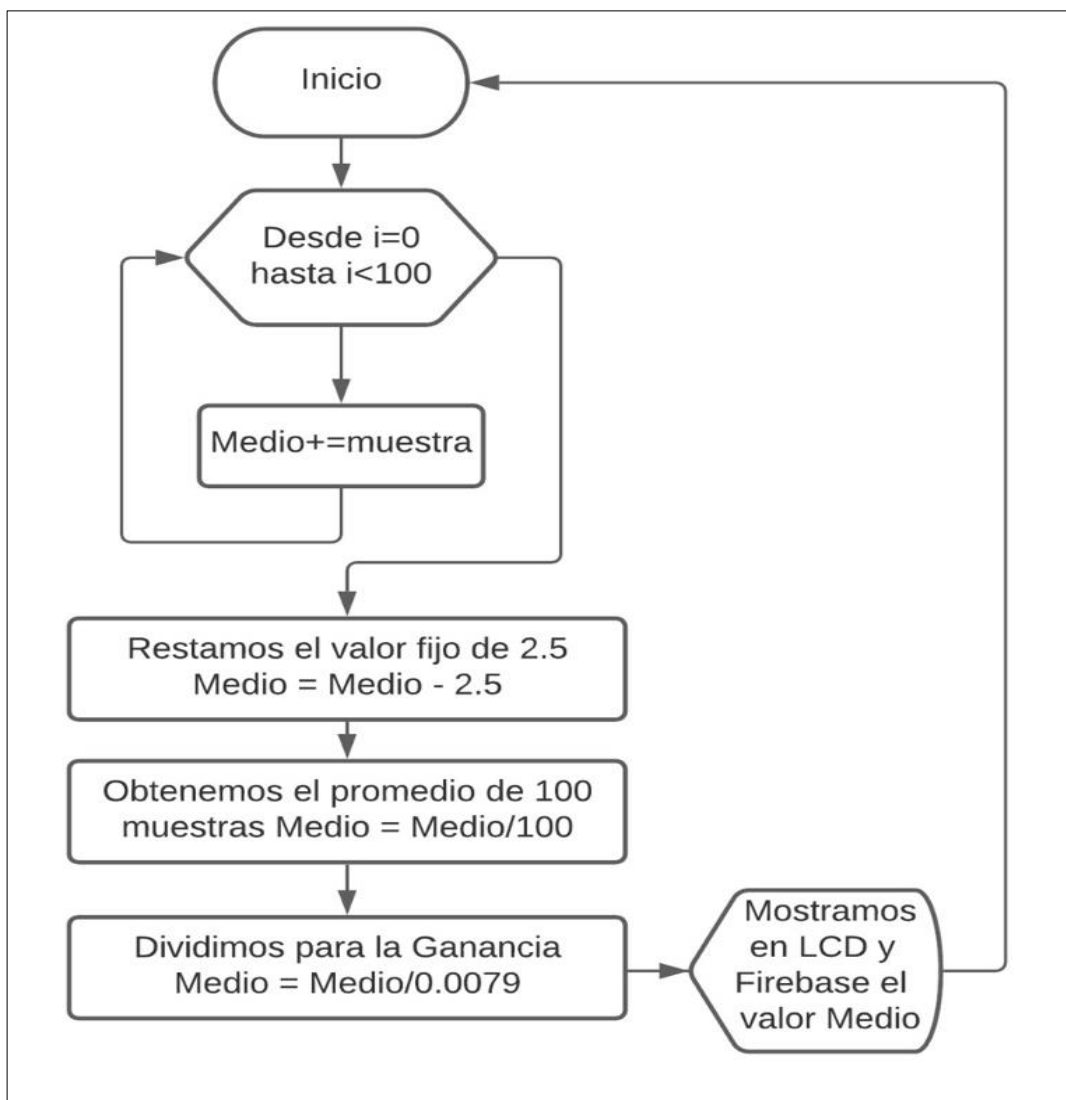 Inicio
Desde i=0
hasta i<100
Medio+=muestra
Restamos el valor fijo de 2.5
Medio = Medio - 2.5
Obtenemos el promedio de 100
muestras Medio = Medio/100
Dividimos para la Ganancia
Medio = Medio/0.0079
Mostramos
en LCD y
Firebase el
valor Medio